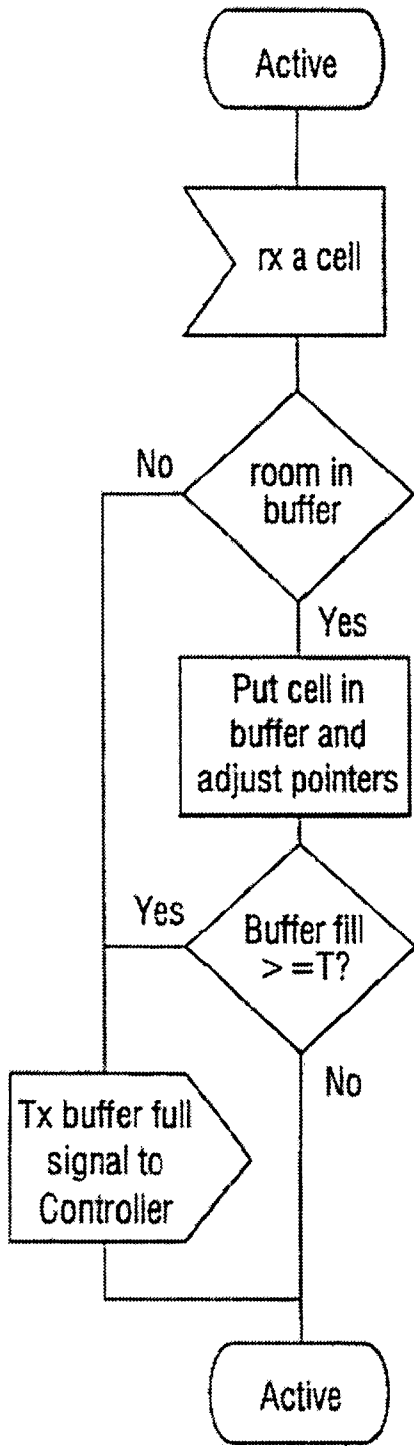 Active
rx a cell
No
room in
buffer
Yes
Put cell in
buffer and
adjust pointers
Yes
Buffer fill
> =T?
No
Tx buffer full
signal to
Controller
Active